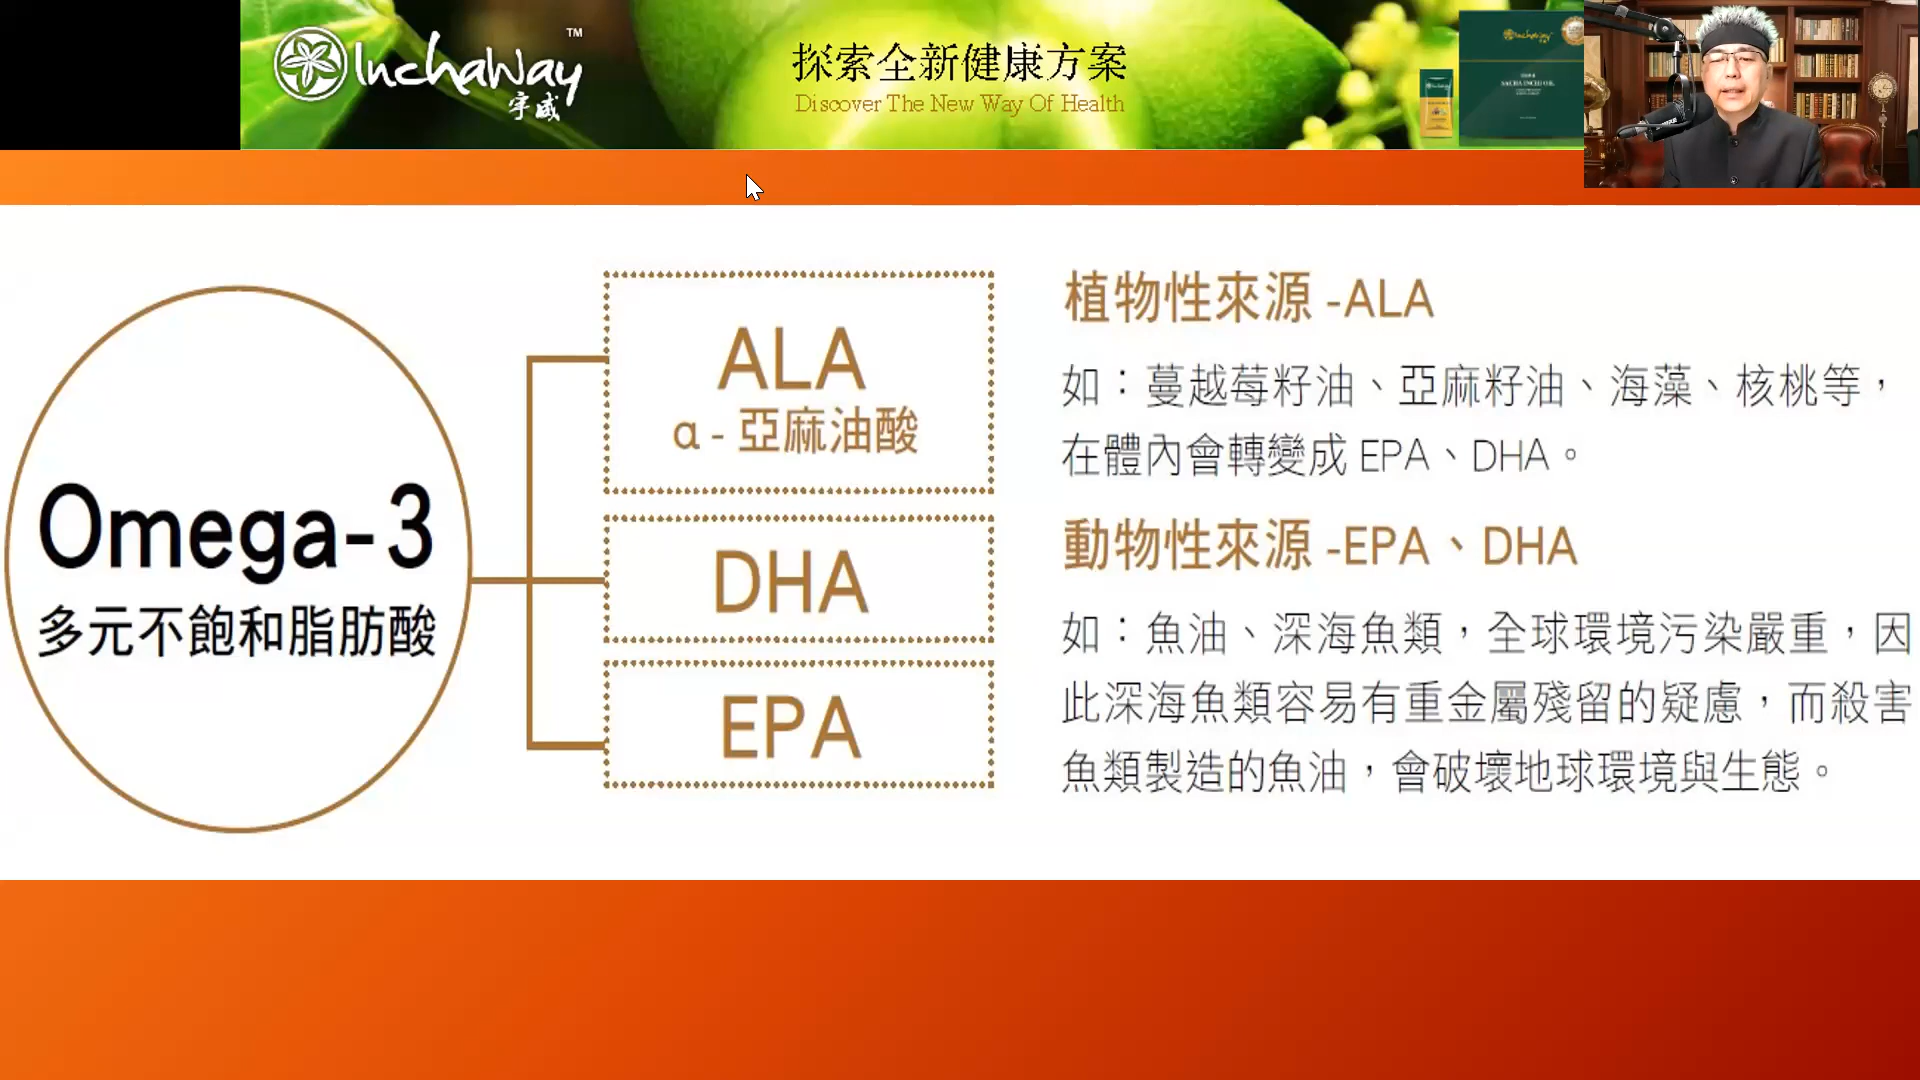 Inchaway™
宇威
探索全新健康方案
Discover The New Way Of Health
Inchaway
SACHA INCHI OIL
Omega-3
多元不飽和脂肪酸
ALA
α - 亞麻油酸
DHA
EPA
植物性來源 -ALA
如：蔓越莓籽油、亞麻籽油、海藻、核桃等，
在體內會轉變成 EPA、DHA。
動物性來源 -EPA、DHA
如：魚油、深海魚類，全球環境污染嚴重，因
此深海魚類容易有重金屬殘留的疑慮，而殺害
魚類製造的魚油，會破壞地球環境與生態。